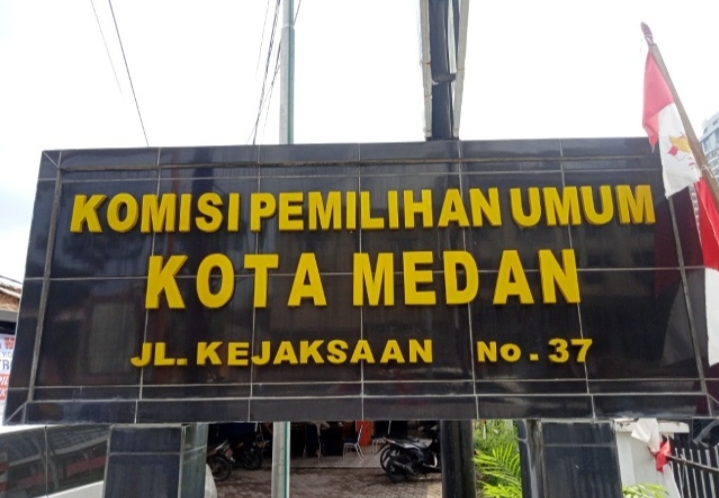 KOMISI PEMILIHAN UMUM
KOTA MEDAN
JL. KEJAKSAAN No. 37